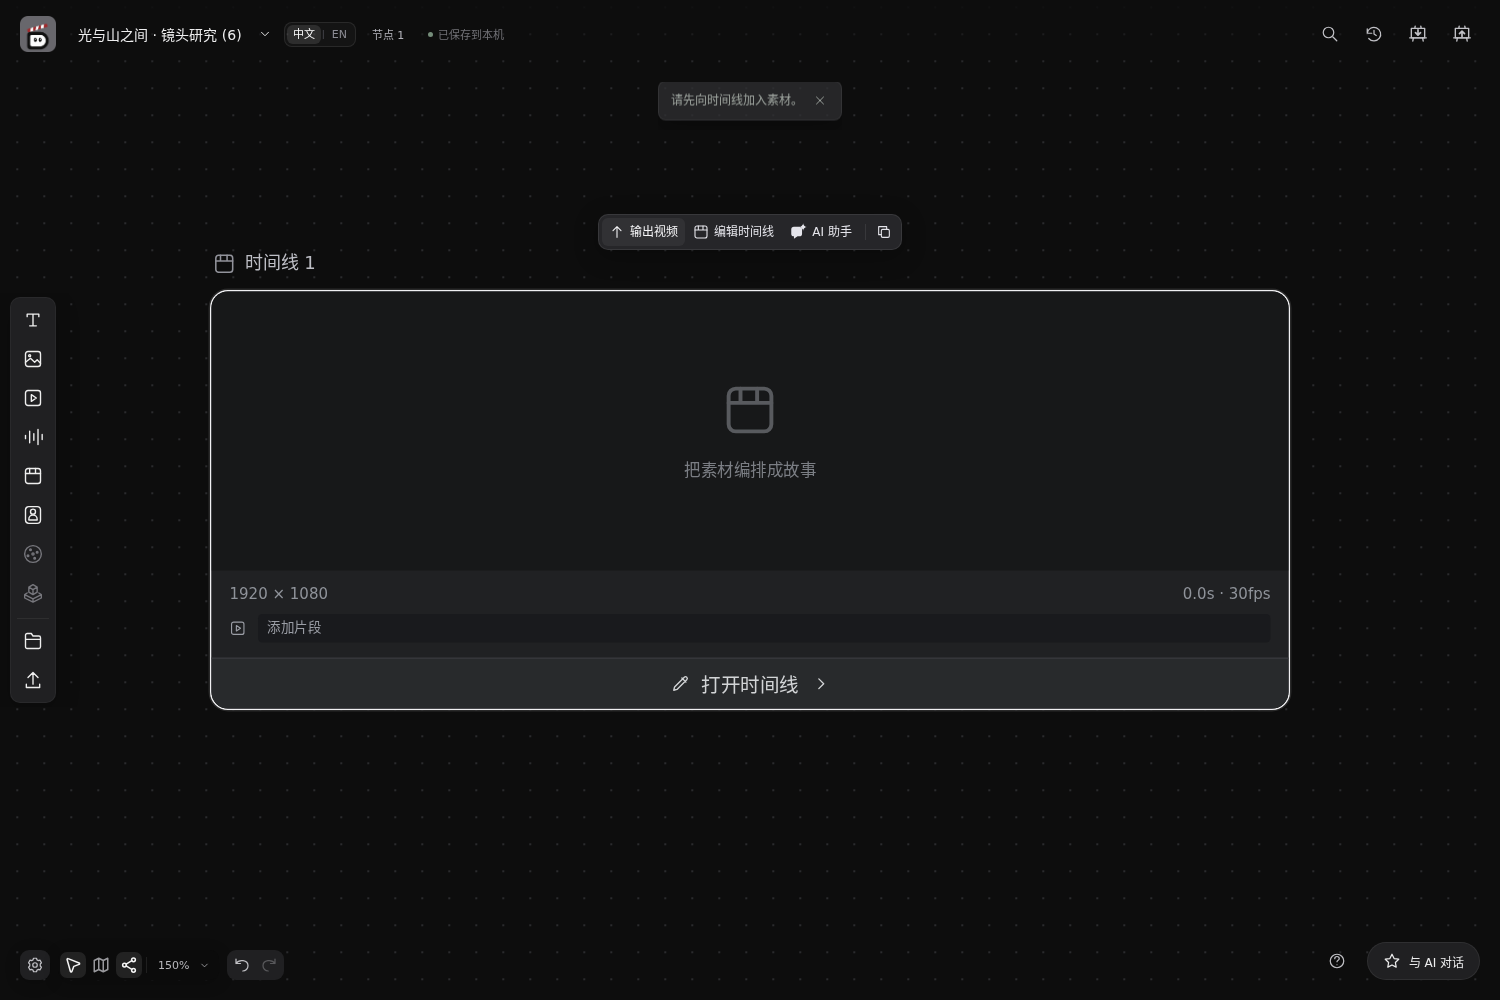 光与山之间 · 镜头研究 (6)
中文 | EN
节点 1
已保存到本机
请先向时间线加入素材。
输出视频
编辑时间线
AI 助手
时间线 1
把素材编排成故事
1920 × 1080
0.0s · 30fps
添加片段
打开时间线
150%
与 AI 对话